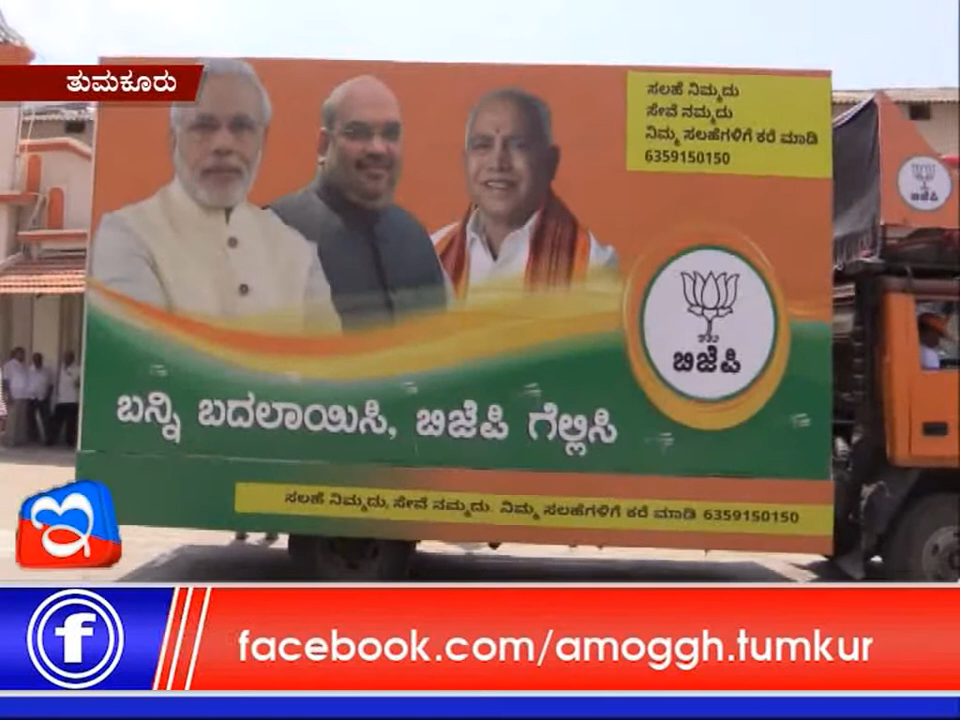 ತುಮಕೂರು
ಸಲಹೆ ನಿಮ್ಮದು
ಸೇವೆ ನಮ್ಮದು
ನಿಮ್ಮ ಸಲಹೆಗಳಿಗೆ ಕರೆ ಮಾಡಿ
6359150150
ಬಿಜೆಪಿ
ಬಿಜೆಪಿ
ಬನ್ನಿ ಬದಲಾಯಿಸಿ, ಬಿಜೆಪಿ ಗೆಲ್ಲಿಸಿ
ಸಲಹೆ ನಿಮ್ಮದು, ಸೇವೆ ನಮ್ಮದು. ನಿಮ್ಮ ಸಲಹೆಗಳಿಗೆ ಕರೆ ಮಾಡಿ 6359150150
ಇ
f
facebook.com/amoggh.tumkur